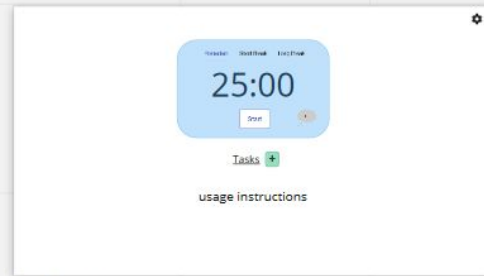 Pomodoro Short Break Long Break
25:00
Start
Tasks +
usage instructions